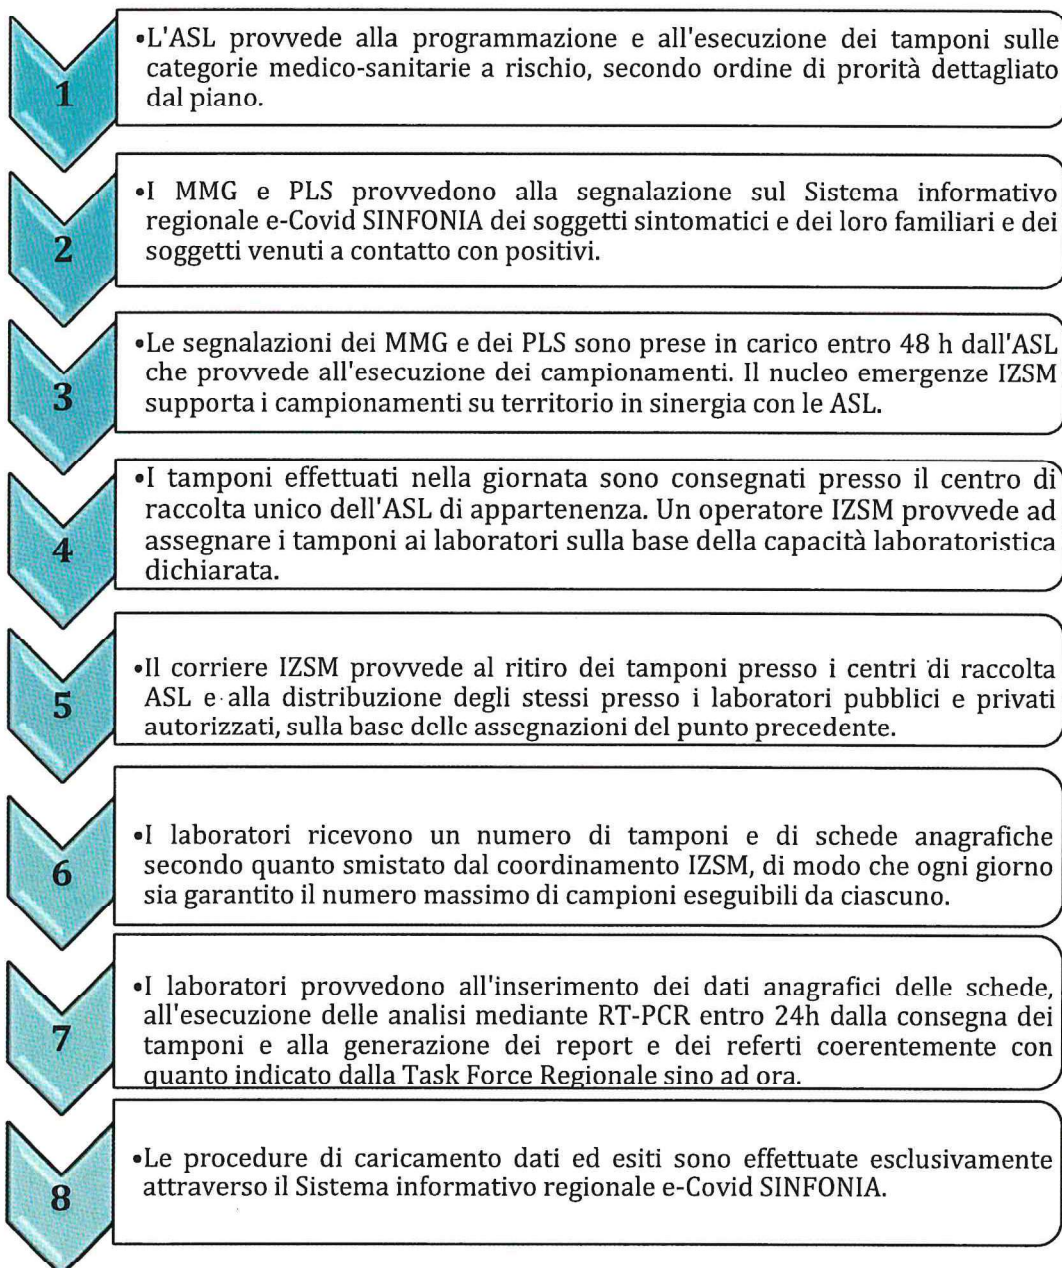 1
•L'ASL provvede alla programmazione e all'esecuzione dei tamponi sulle
categorie medico-sanitarie a rischio, secondo ordine di prorità dettagliato
dal piano.
2
•I MMG e PLS provvedono alla segnalazione sul Sistema informativo
regionale e-Covid SINFONIA dei soggetti sintomatici e dei loro familiari e dei
soggetti venuti a contatto con positivi.
3
•Le segnalazioni dei MMG e dei PLS sono prese in carico entro 48 h dall'ASL
che provvede all'esecuzione dei campionamenti. Il nucleo emergenze IZSM
supporta i campionamenti su territorio in sinergia con le ASL.
4
•I tamponi effettuati nella giornata sono consegnati presso il centro di
raccolta unico dell'ASL di appartenenza. Un operatore IZSM provvede ad
assegnare i tamponi ai laboratori sulla base della capacità laboratoristica
dichiarata.
5
•Il corriere IZSM provvede al ritiro dei tamponi presso i centri di raccolta
ASL e alla distribuzione degli stessi presso i laboratori pubblici e privati
autorizzati, sulla base delle assegnazioni del punto precedente.
6
•I laboratori ricevono un numero di tamponi e di schede anagrafiche
secondo quanto smistato dal coordinamento IZSM, di modo che ogni giorno
sia garantito il numero massimo di campioni eseguibili da ciascuno.
7
•I laboratori provvedono all'inserimento dei dati anagrafici delle schede,
all'esecuzione delle analisi mediante RT-PCR entro 24h dalla consegna dei
tamponi e alla generazione dei report e dei referti coerentemente con
quanto indicato dalla Task Force Regionale sino ad ora.
8
•Le procedure di caricamento dati ed esiti sono effettuate esclusivamente
attraverso il Sistema informativo regionale e-Covid SINFONIA.